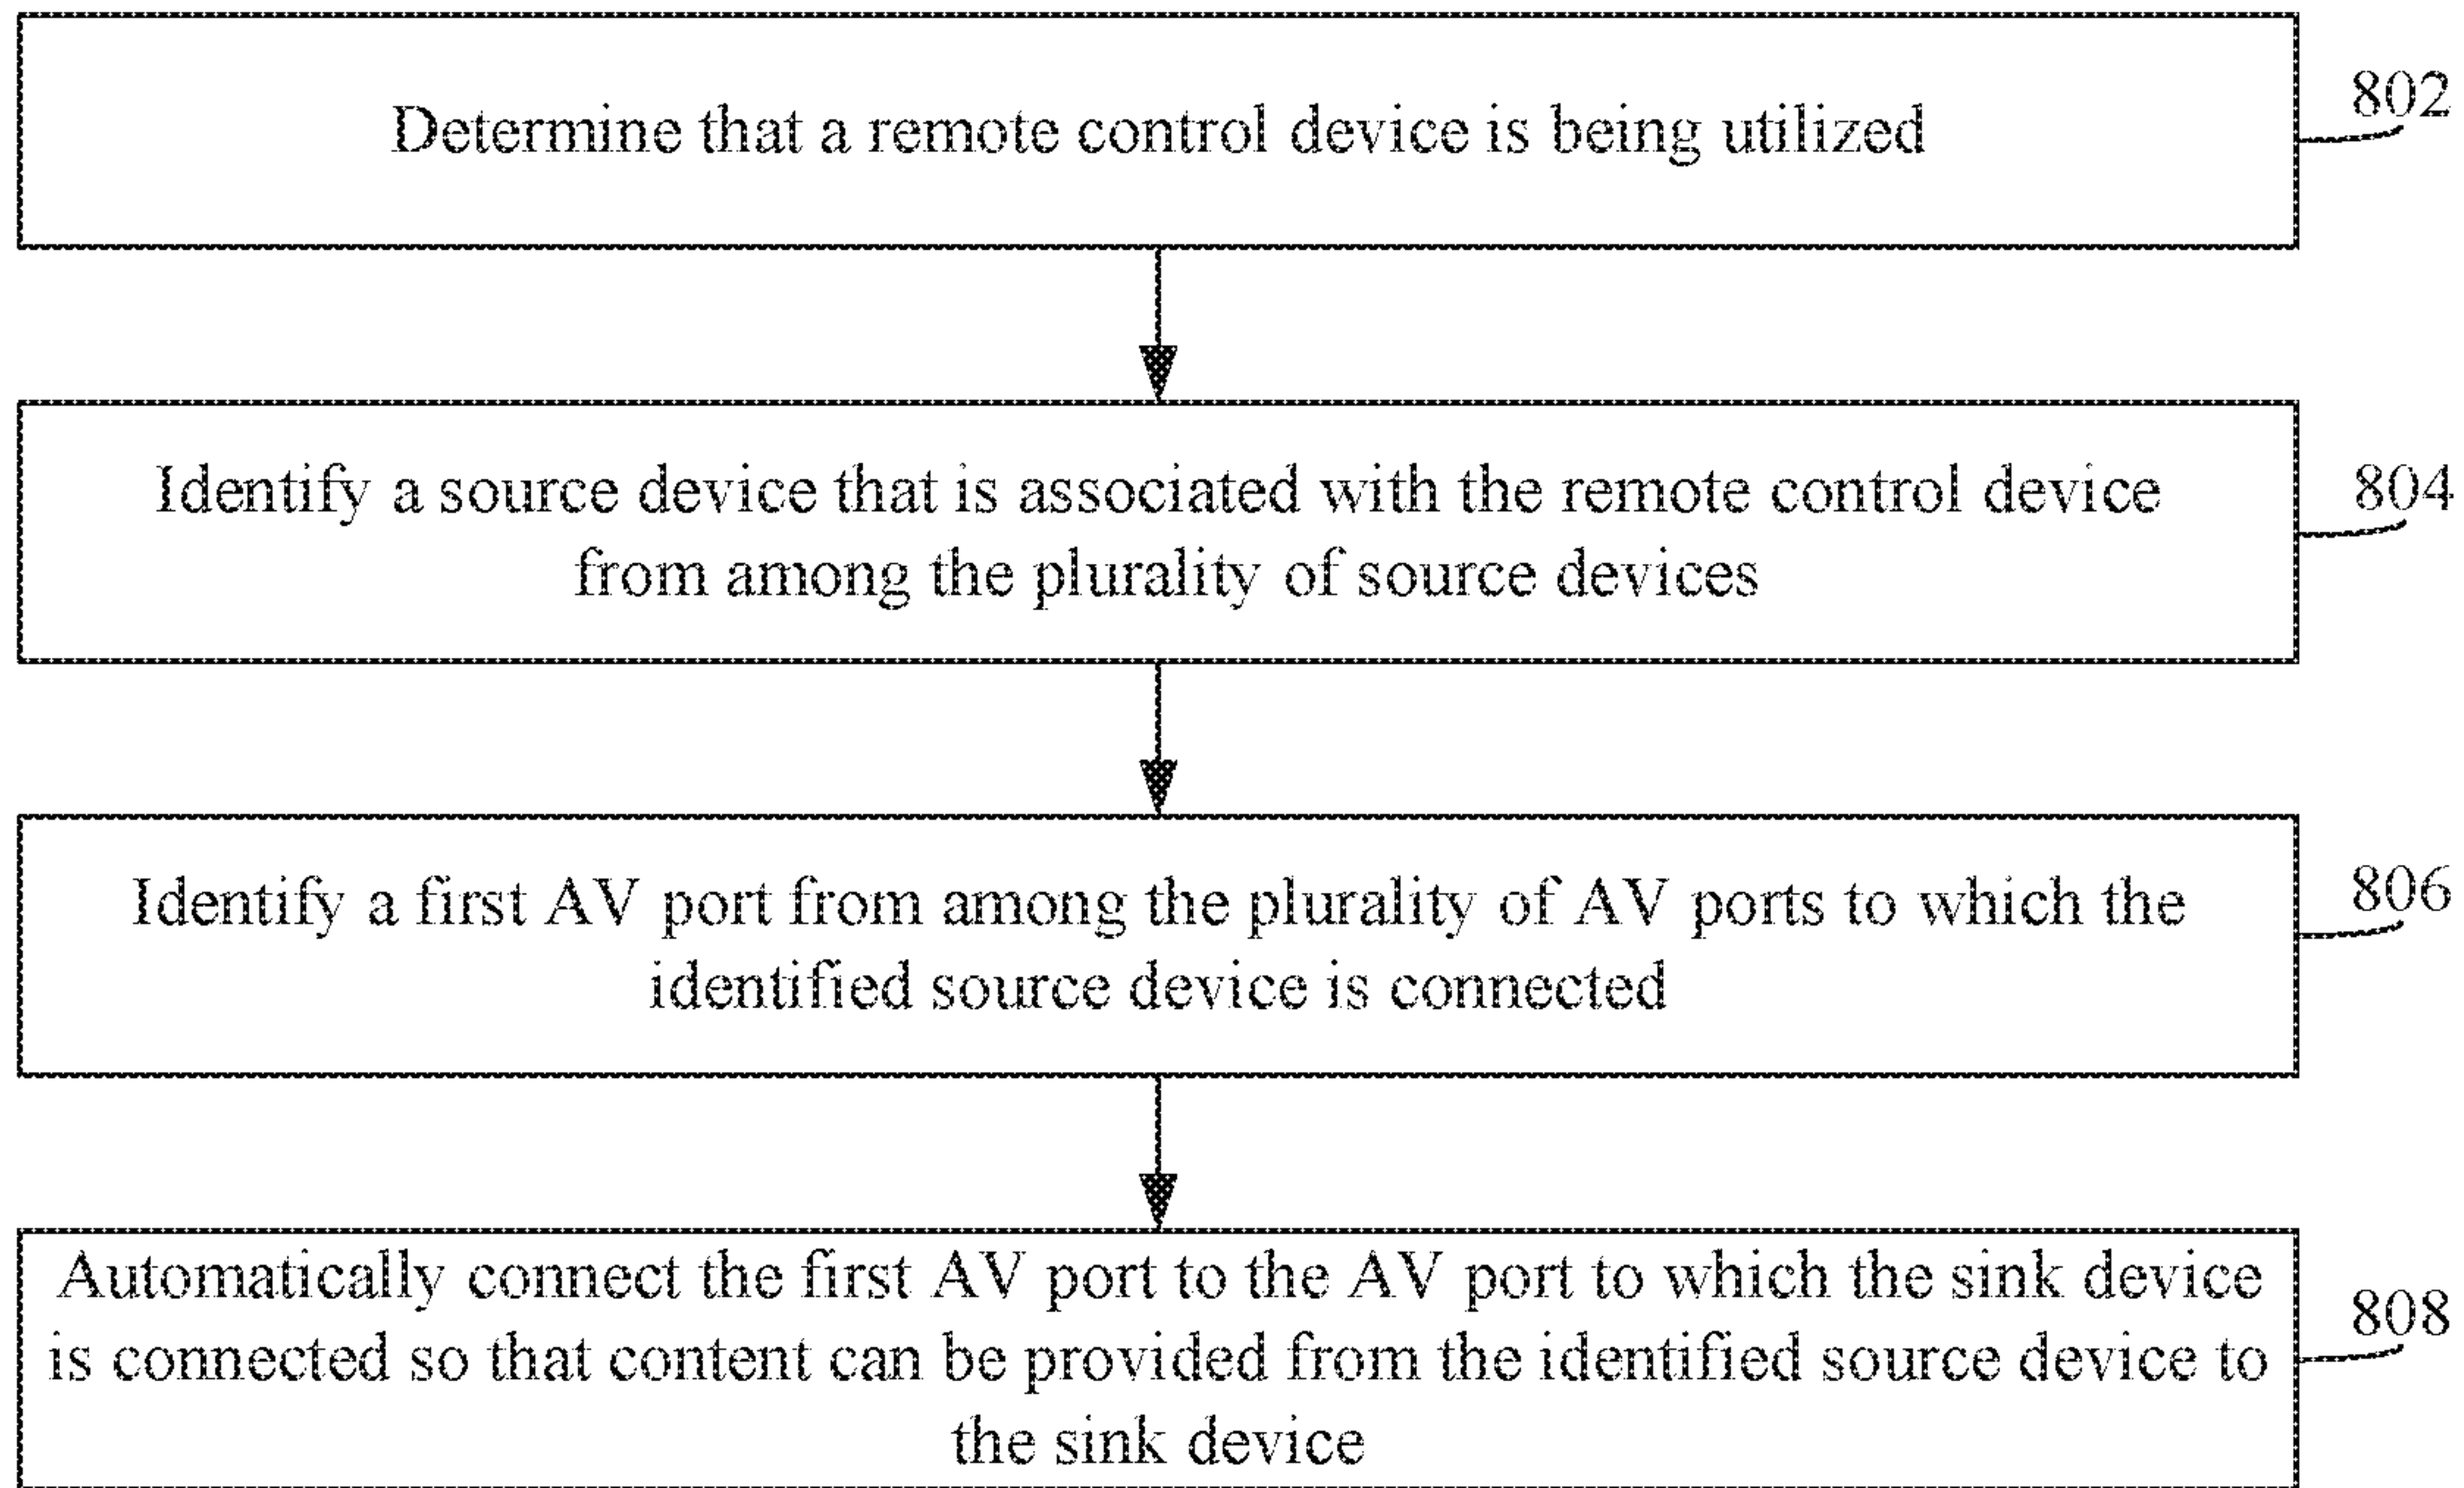 Determine that a remote control device is being utilized
802
Identify a source device that is associated with the remote control device
from among the plurality of source devices
804
Identify a first AV port from among the plurality of AV ports to which the
identified source device is connected
806
Automatically connect the first AV port to the AV port to which the sink device
is connected so that content can be provided from the identified source device to
the sink device
808